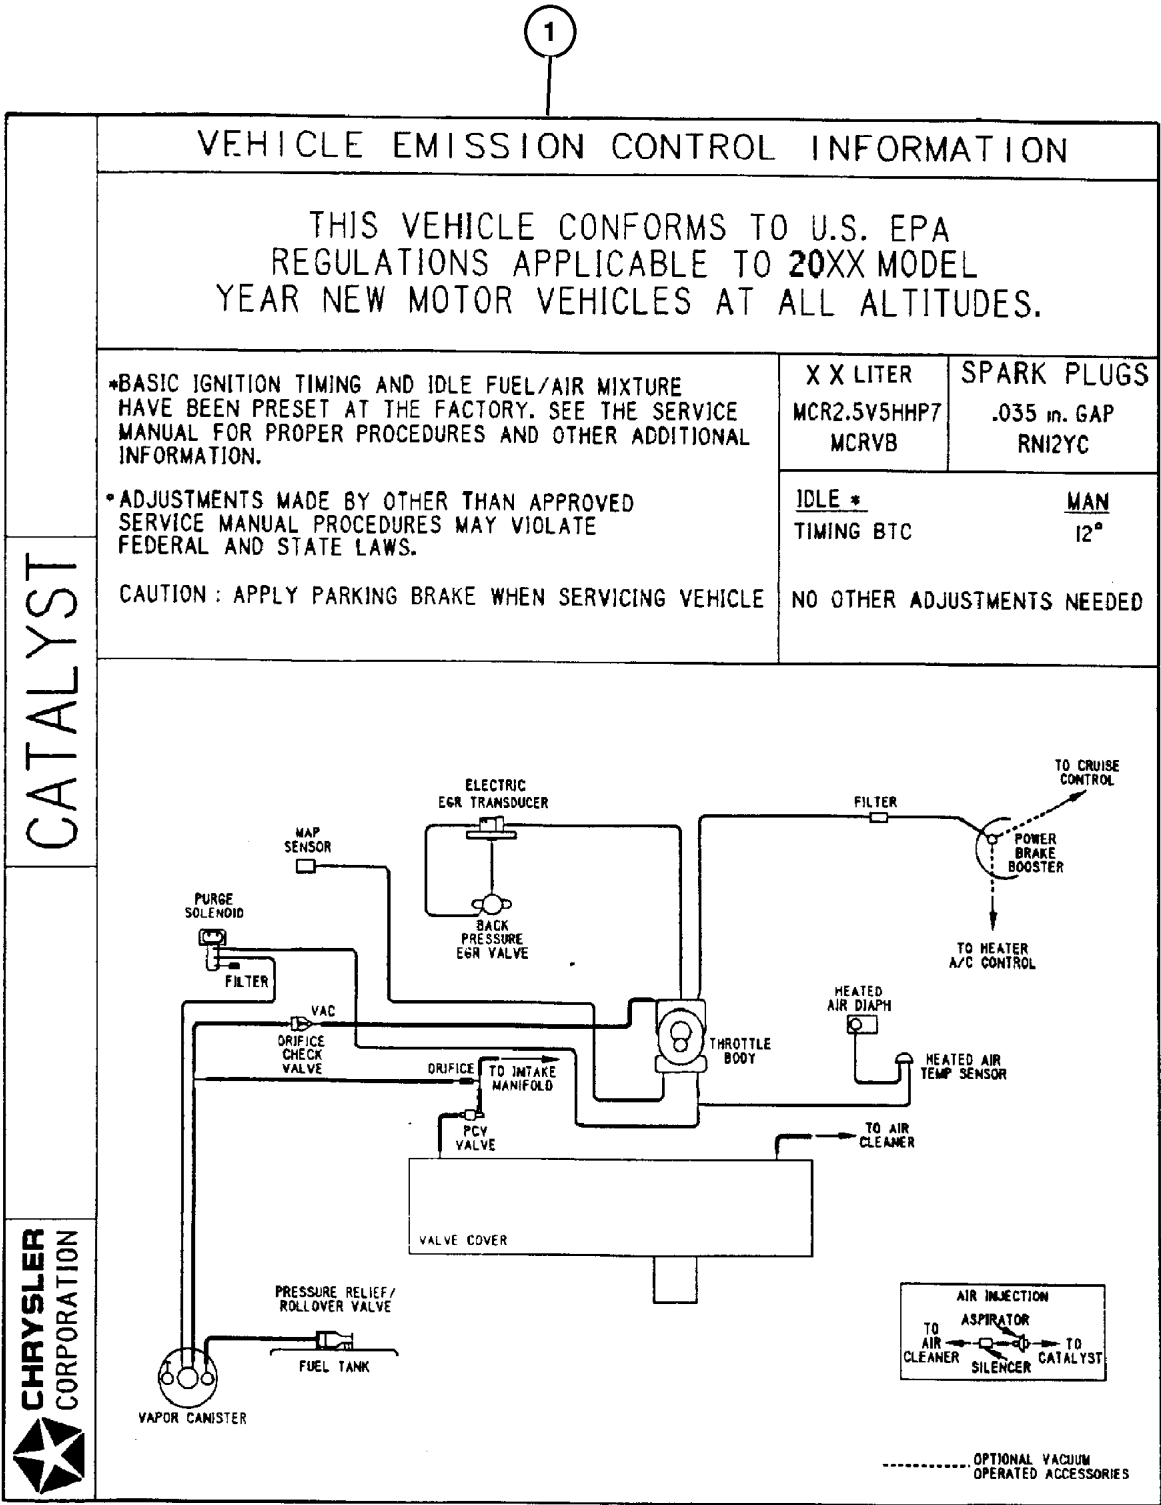 1
VEHICLE EMISSION CONTROL INFORMATION
THIS VEHICLE CONFORMS TO U.S. EPA
REGULATIONS APPLICABLE TO 20XX MODEL
YEAR NEW MOTOR VEHICLES AT ALL ALTITUDES.
*BASIC IGNITION TIMING AND IDLE FUEL/AIR MIXTURE
HAVE BEEN PRESET AT THE FACTORY. SEE THE SERVICE
MANUAL FOR PROPER PROCEDURES AND OTHER ADDITIONAL
INFORMATION.
*ADJUSTMENTS MADE BY OTHER THAN APPROVED
SERVICE MANUAL PROCEDURES MAY VIOLATE
FEDERAL AND STATE LAWS.
CAUTION : APPLY PARKING BRAKE WHEN SERVICING VEHICLE
X X LITER
MCR2.5V5HHP7
MCRVB
SPARK PLUGS
.035 in. GAP
RN12YC
IDLE * MAN
TIMING BTC 12°
NO OTHER ADJUSTMENTS NEEDED
CATALYST
CHRYSLER
CORPORATION
ELECTRIC
EGR TRANSDUCER
MAP
SENSOR
PURGE
SOLENOID
FILTER
BACK
PRESSURE
EGR VALVE
FILTER
TO CRUISE
CONTROL
POWER
BRAKE
BOOSTER
TO HEATER
A/C CONTROL
HEATED
AIR DIAPH
VAC
ORIFICE
CHECK
VALVE
THROTTLE
BODY
HEATED AIR
TEMP SENSOR
ORIFICE
TO INTAKE
MANIFOLD
PCV
VALVE
TO AIR
CLEANER
VALVE COVER
PRESSURE RELIEF/
ROLLOVER VALVE
FUEL TANK
VAPOR CANISTER
AIR INJECTION
ASPIRATOR
TO
AIR
CLEANER
SILENCER
TO
CATALYST
OPTIONAL VACUUM
OPERATED ACCESSORIES